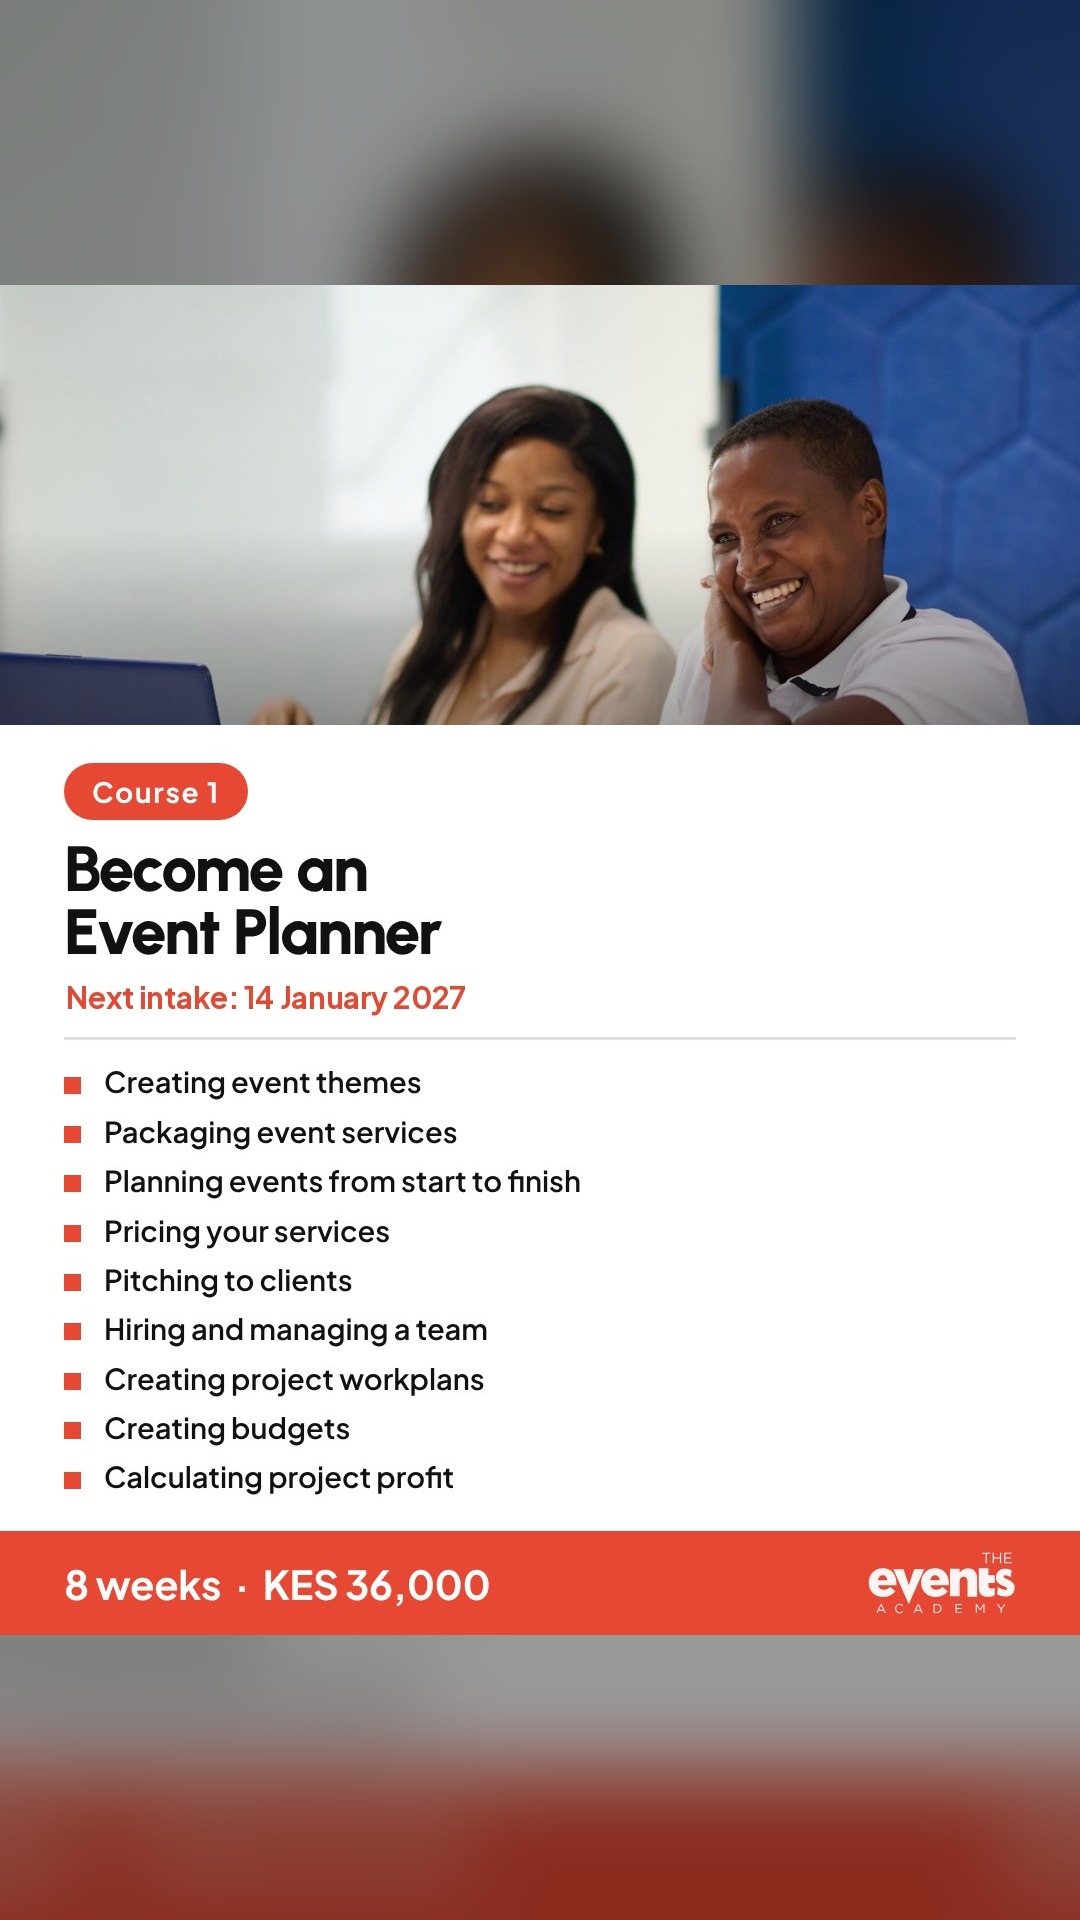 Course 1
Become an
Event Planner
Next intake: 14 January 2027
Creating event themes
Packaging event services
Planning events from start to finish
Pricing your services
Pitching to clients
Hiring and managing a team
Creating project workplans
Creating budgets
Calculating project profit
8 weeks · KES 36,000
THE
events
ACADEMY